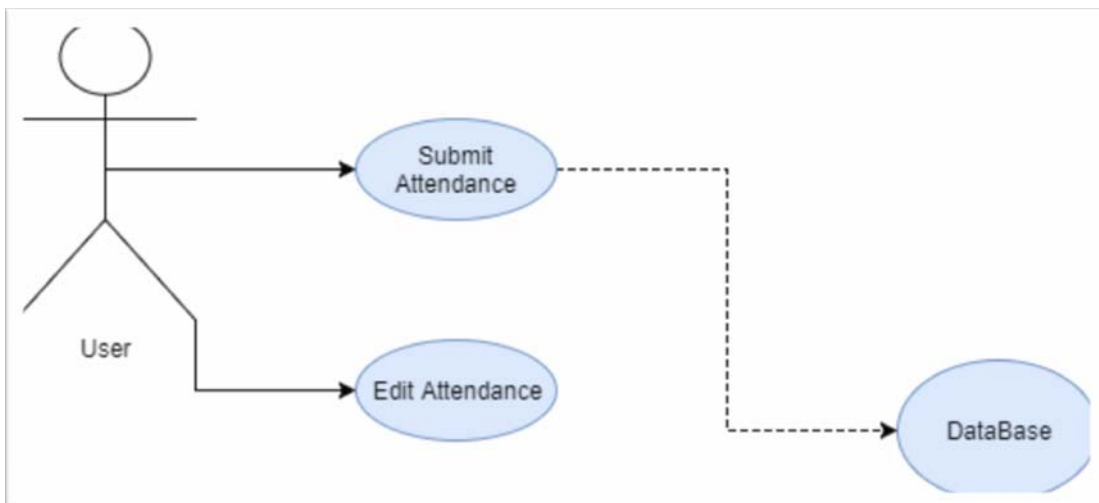 Submit
Attendance
User
Edit Attendance
DataBase